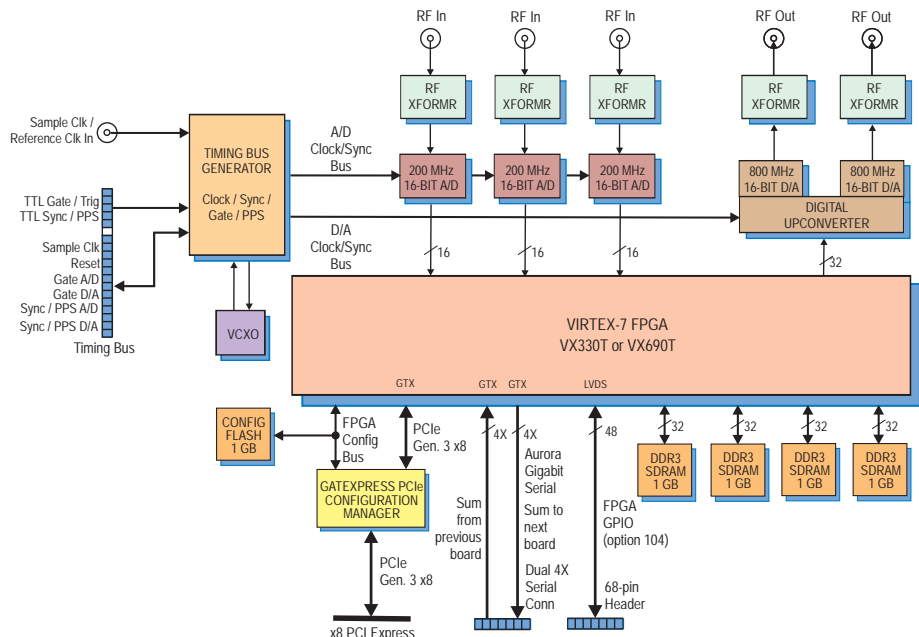 RF In
RF In
RF In
RF Out
RF Out
RF
XFORMR
RF
XFORMR
RF
XFORMR
RF
XFORMR
RF
XFORMR
Sample Clk /
Reference Clk In
TIMING BUS
GENERATOR
Clock / Sync /
Gate / PPS
A/D
Clock/Sync
Bus
200 MHz
16-BIT A/D
200 MHz
16-BIT A/D
200 MHz
16-BIT A/D
800 MHz
16-BIT D/A
800 MHz
16-BIT D/A
DIGITAL
UPCONVERTER
TTL Gate / Trig
TTL Sync / PPS
Sample Clk
Reset
Gate A/D
Gate D/A
Sync / PPS A/D
Sync / PPS D/A
Timing Bus
D/A
Clock/Sync
Bus
16
16
16
32
VCXO
VIRTEX-7 FPGA
VX330T or VX690T
GTX
GTX
GTX
LVDS
CONFIG
FLASH
1 GB
FPGA
Config
Bus
PCIe
Gen. 3 x8
4X
4X
48
32
32
32
32
Aurora
Gigabit
Serial
DDR3
SDRAM
1 GB
DDR3
SDRAM
1 GB
DDR3
SDRAM
1 GB
DDR3
SDRAM
1 GB
GATEXPRESS PCIe
CONFIGURATION
MANAGER
Sum
from
previous
board
Sum to
next
board
FPGA
GPIO
(option 104)
PCIe
Gen. 3 x8
Dual 4X
Serial
Conn
68-pin
Header
x8 PCI Express